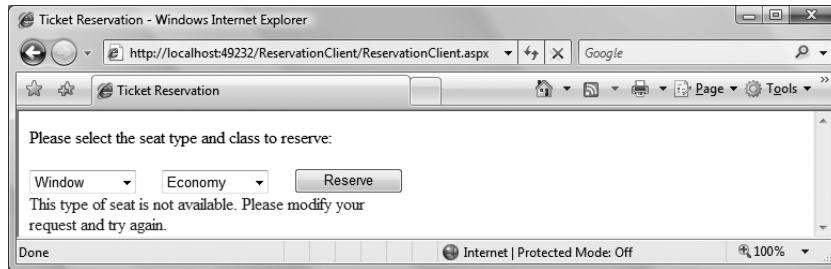 Ticket Reservation - Windows Internet Explorer
http://localhost:49232/ReservationClient/ReservationClient.aspx
Google
Ticket Reservation
Page
Tools
Please select the seat type and class to reserve:
Window
Economy
Reserve
This type of seat is not available. Please modify your
request and try again.
Done
Internet | Protected Mode: Off
100%